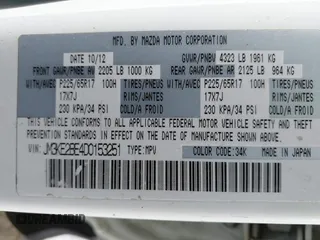 MFD. BY MAZDA MOTOR CORPORATION
DATE 10/12 GVWR/PNBV 4323 LB 1961 KG
FRONT GAWR/PNBE AV 2205 LB 1000 KG REAR GAWR/PNBE AR 2125 LB 964 KG
WITH/AVEC P225/65R17 100H TIRES/PNEUS WITH/AVEC P225/65R17 100H TIRES/PNEUS
17X7J RIMS/JANTES 17X7J RIMS/JANTES
230 KPA/34 PSI COLD/A FROID 230 KPA/34 PSI COLD/A FROID
THIS VEHICLE CONFORMS TO ALL APPLICABLE FEDERAL MOTOR VEHICLE SAFETY, BUMPER, AND THEFT PREVENTION STANDARDS IN EFFECT ON THE DATE OF MANUFACTURE SHOWN ABOVE.
VIN: JM3KE2BE4D0153251 TYPE: MPV COLOR CODE: 34K MADE IN JAPAN